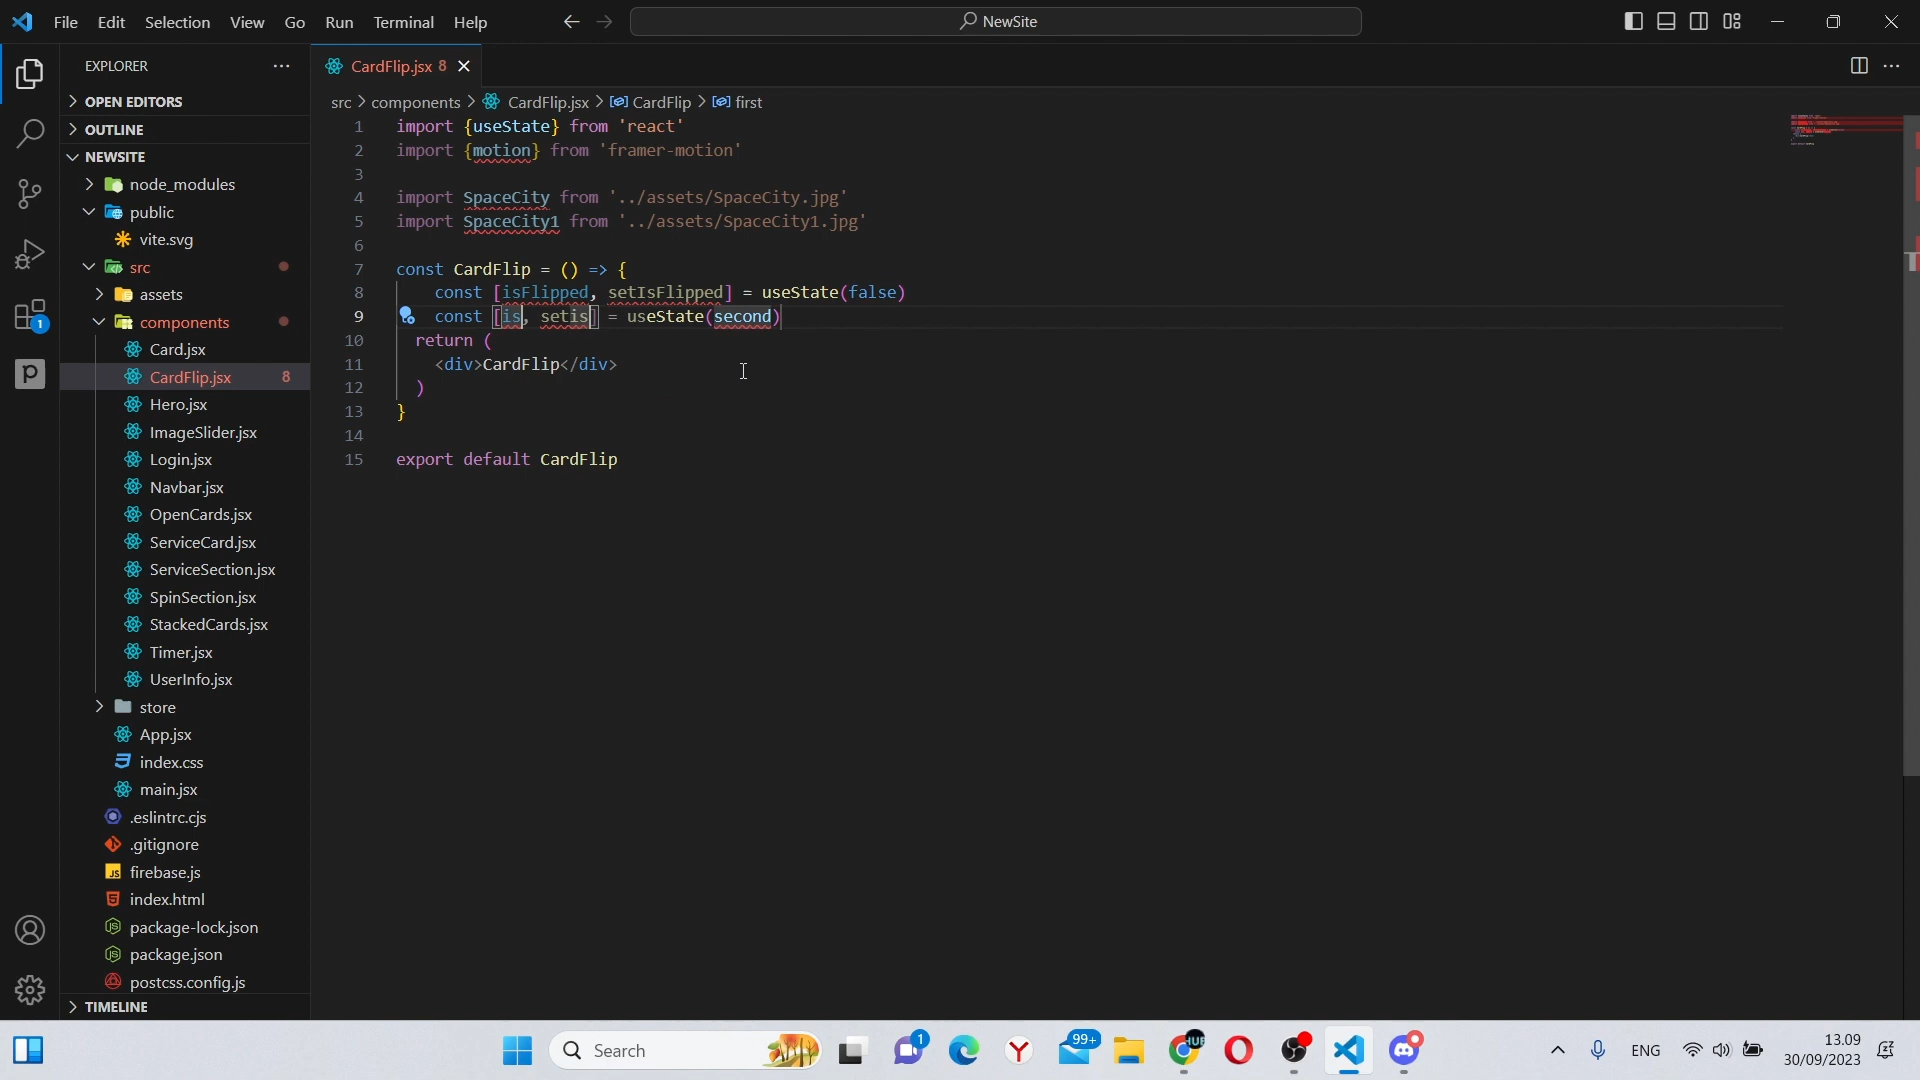 File Edit Selection View Go Run Terminal Help
NewSite
EXPLORER
OPEN EDITORS
OUTLINE
NEWSITE
node_modules
public
vite.svg
src
assets
components
Card.jsx
CardFlip.jsx 8
Hero.jsx
ImageSlider.jsx
Login.jsx
Navbar.jsx
OpenCards.jsx
ServiceCard.jsx
ServiceSection.jsx
SpinSection.jsx
StackedCards.jsx
Timer.jsx
UserInfo.jsx
store
App.jsx
index.css
main.jsx
.eslintrc.cjs
.gitignore
firebase.js
index.html
package-lock.json
package.json
postcss.config.js
TIMELINE
1
CardFlip.jsx 8
src > components > CardFlip.jsx > CardFlip > first
1 import {useState} from 'react'
2 import {motion} from 'framer-motion'
3
4 import SpaceCity from '../assets/SpaceCity.jpg'
5 import SpaceCity1 from '../assets/SpaceCity1.jpg'
6
7 const CardFlip = () => {
8 const [isFlipped, setIsFlipped] = useState(false)
9 const [is, setis] = useState(second)
10 return (
11 <div>CardFlip</div>
12 )
13 }
14
15 export default CardFlip
Search
1
99+
HUB
ENG
13.09
30/09/2023